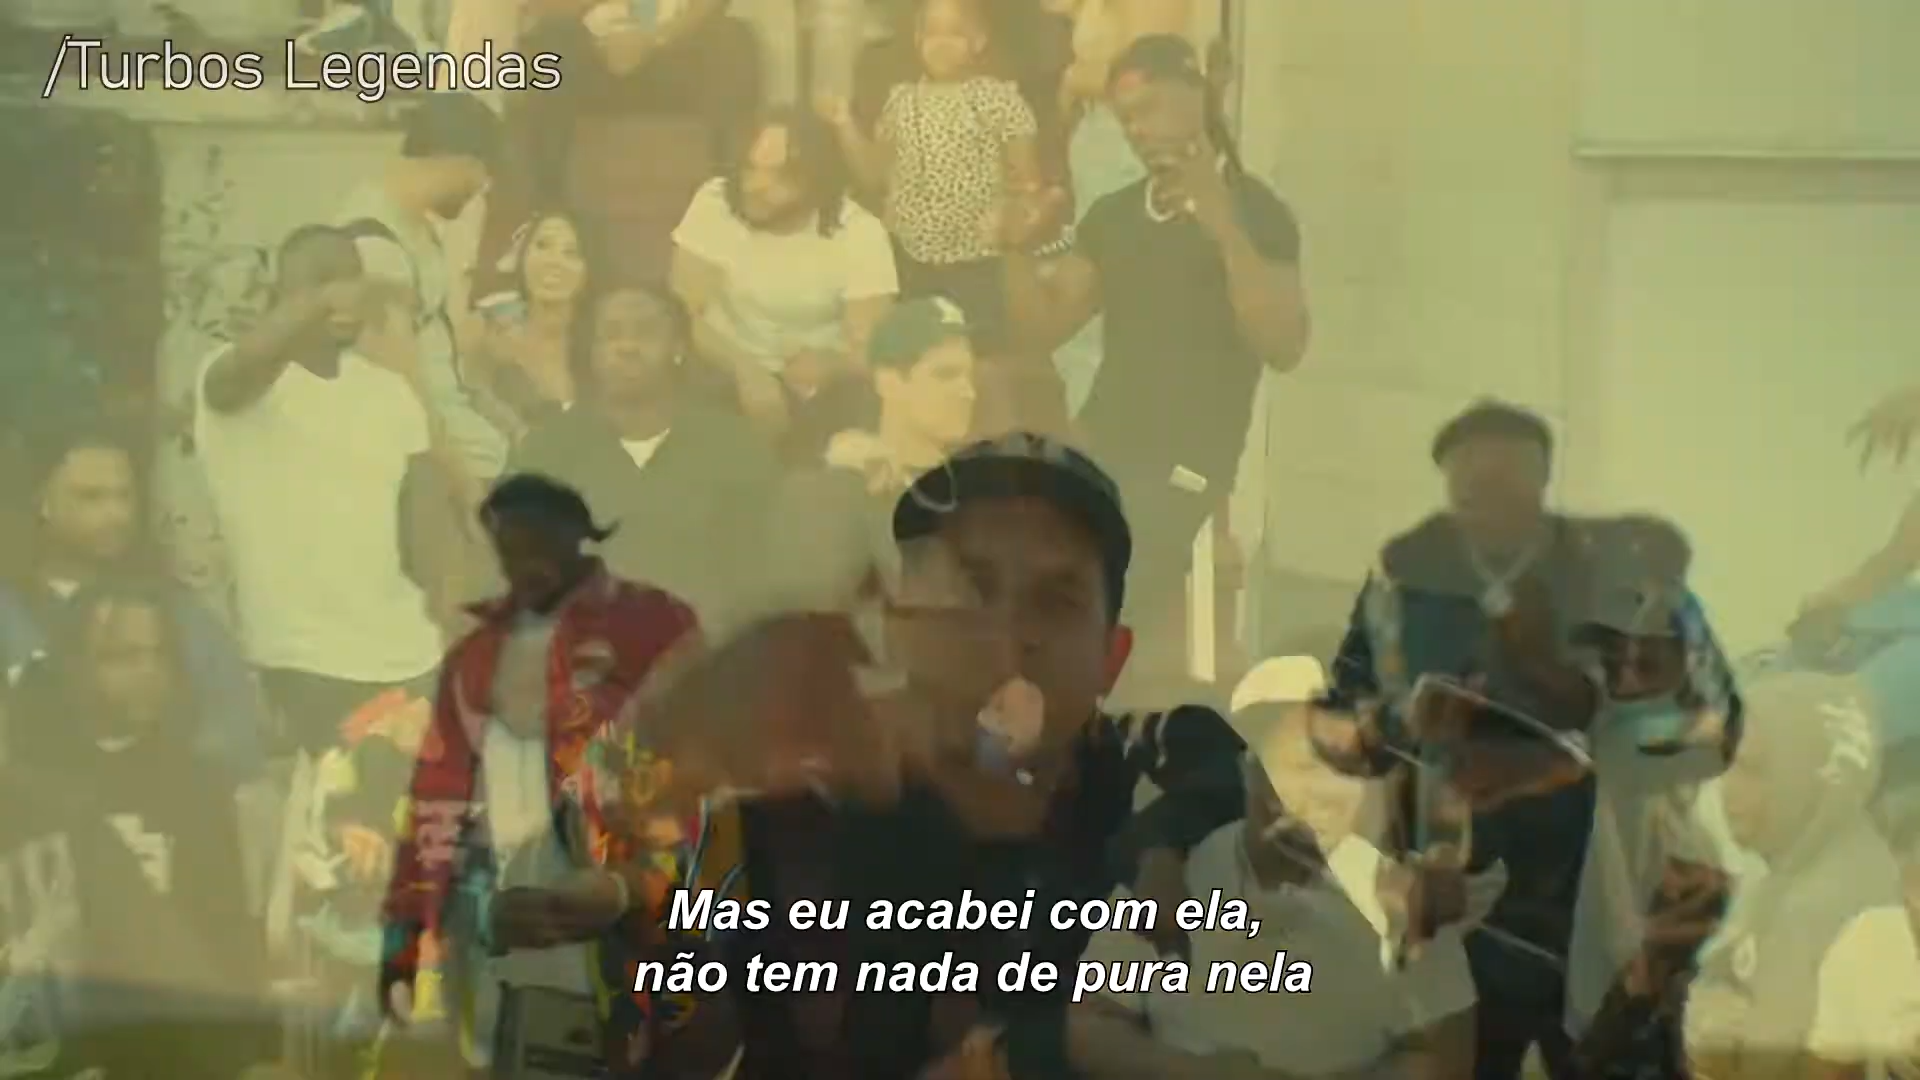 /Turbos Legendas
Mas eu acabei com ela,
não tem nada de pura nela